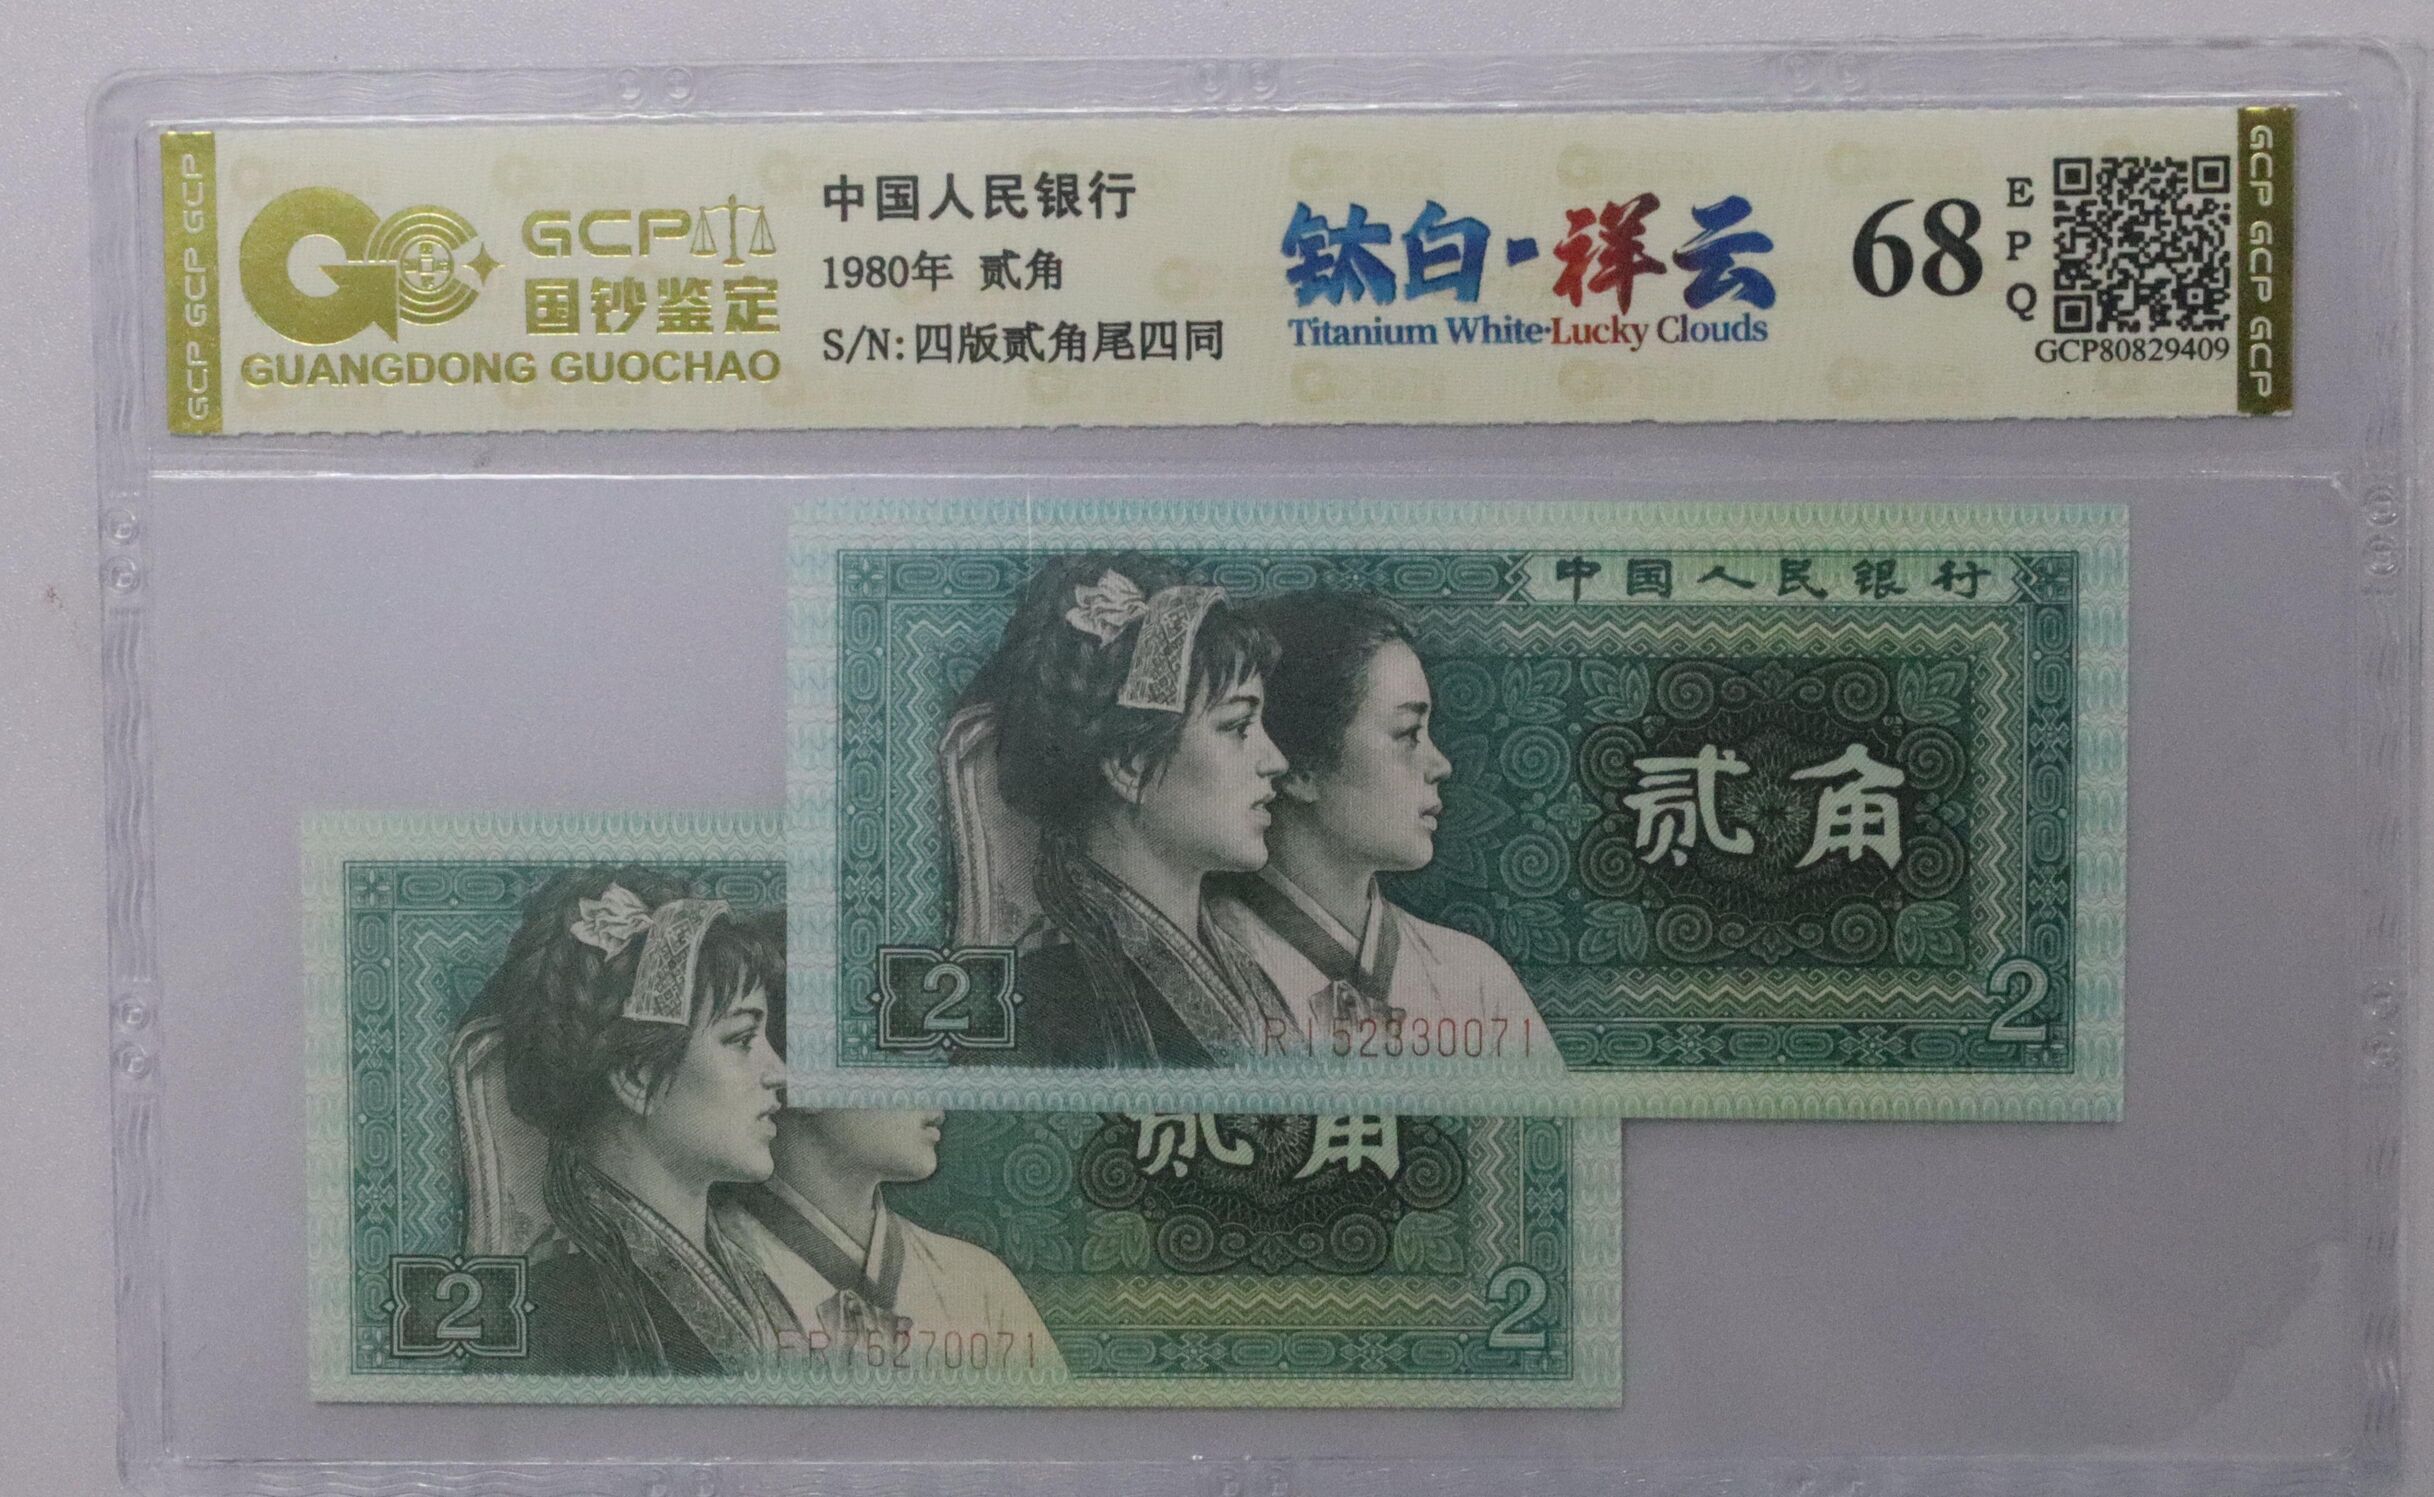 GCP GCP GCP
GCP
国钞鉴定
GUANGDONG GUOCHAO
中国人民银行
1980年 贰角
S/N:四版贰角尾四同
钛白-祥云
Titanium White·Lucky Clouds
68
EPQ
GCP80829409
GCP GCP GCP
中国人民银行
贰角
2
RI52330071
2
贰角
2
FR76270071
2